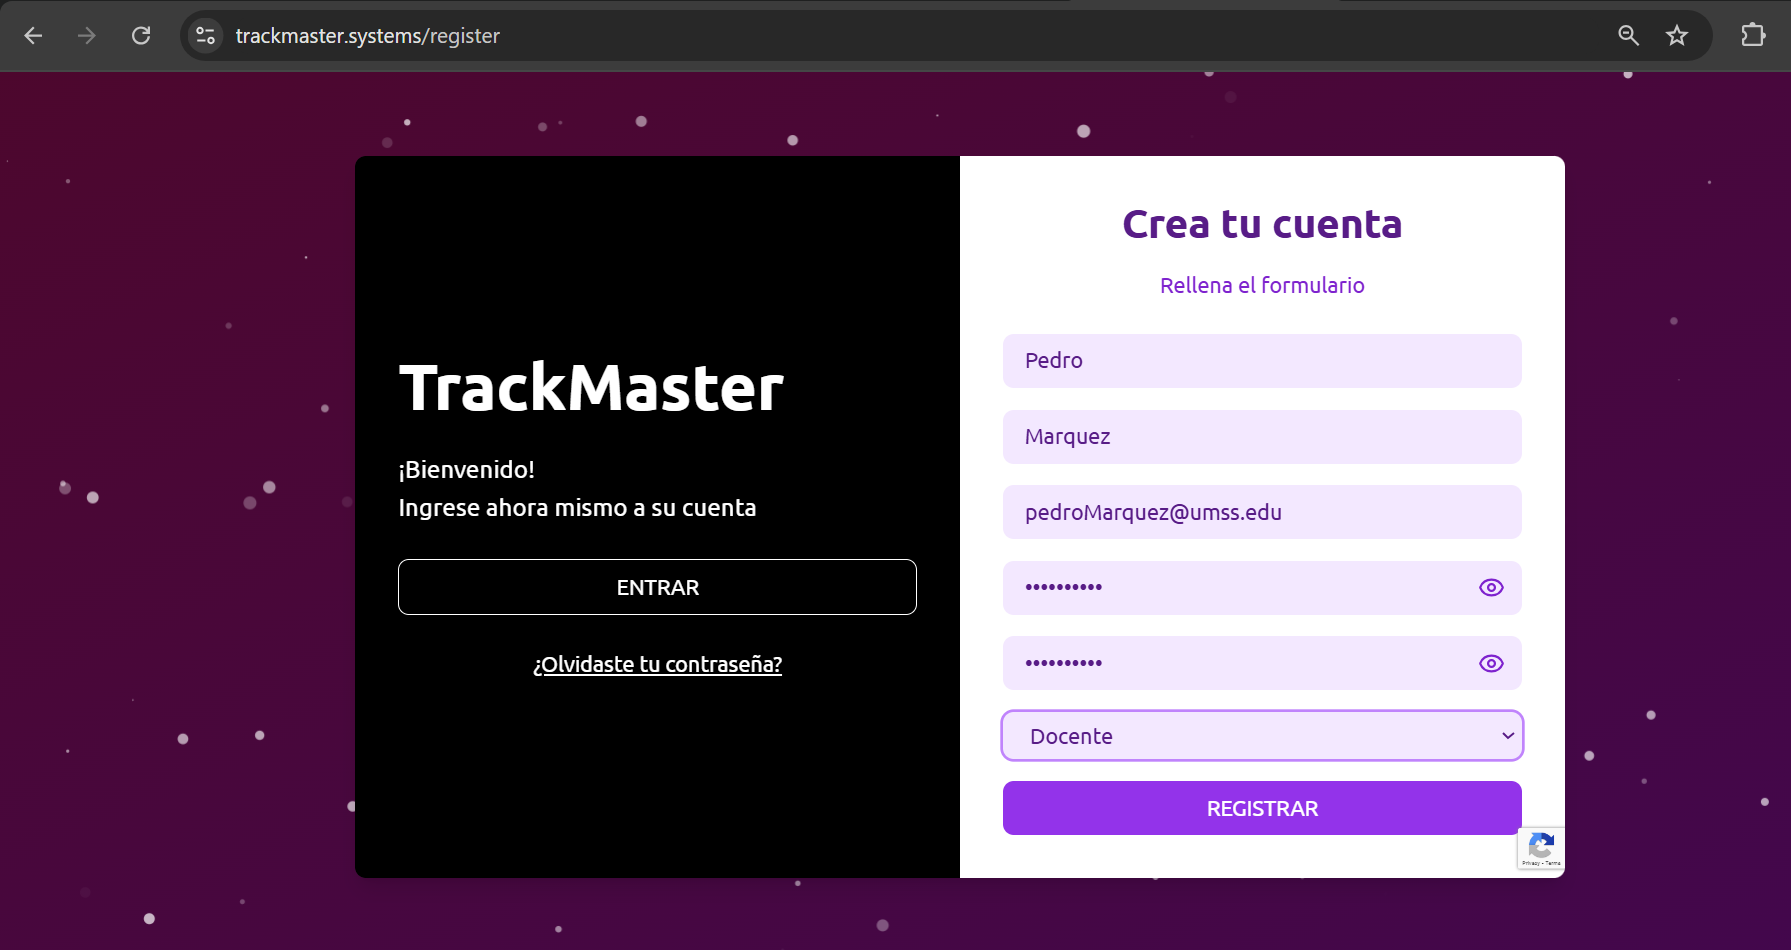 trackmaster.systems/register
TrackMaster
¡Bienvenido!
Ingrese ahora mismo a su cuenta
ENTRAR
¿Olvidaste tu contraseña?
Crea tu cuenta
Rellena el formulario
Pedro
Marquez
pedroMarquez@umss.edu
••••••••••
••••••••••
Docente
REGISTRAR
Privacy - Terms